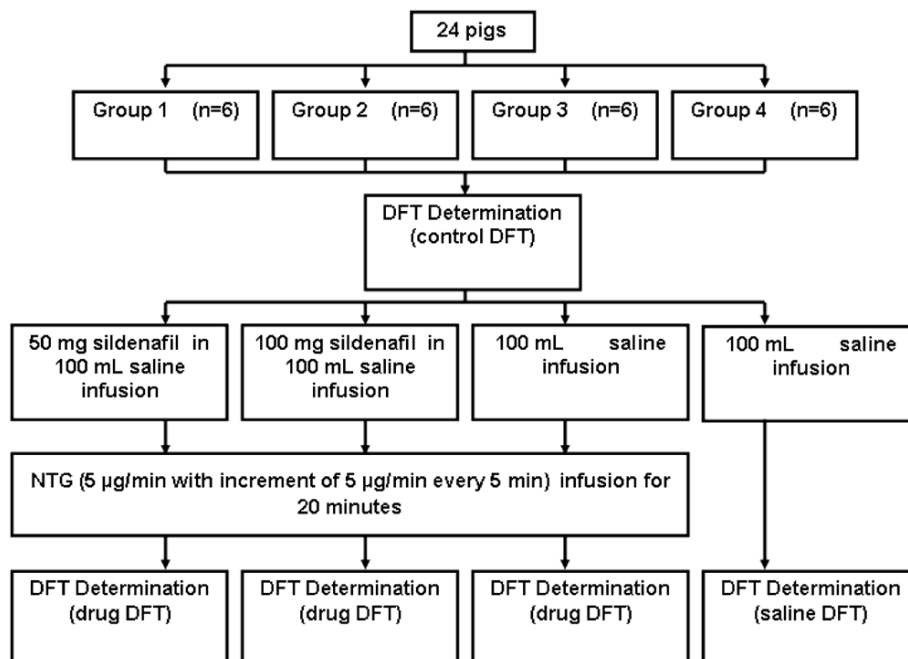 24 pigs
Group 1 (n=6)
Group 2 (n=6)
Group 3 (n=6)
Group 4 (n=6)
DFT Determination
(control DFT)
50 mg sildenafil in
100 mL saline
infusion
100 mg sildenafil in
100 mL saline
infusion
100 mL saline
infusion
100 mL saline
infusion
NTG (5 µg/min with increment of 5 µg/min every 5 min) infusion for
20 minutes
DFT Determination
(drug DFT)
DFT Determination
(drug DFT)
DFT Determination
(drug DFT)
DFT Determination
(saline DFT)